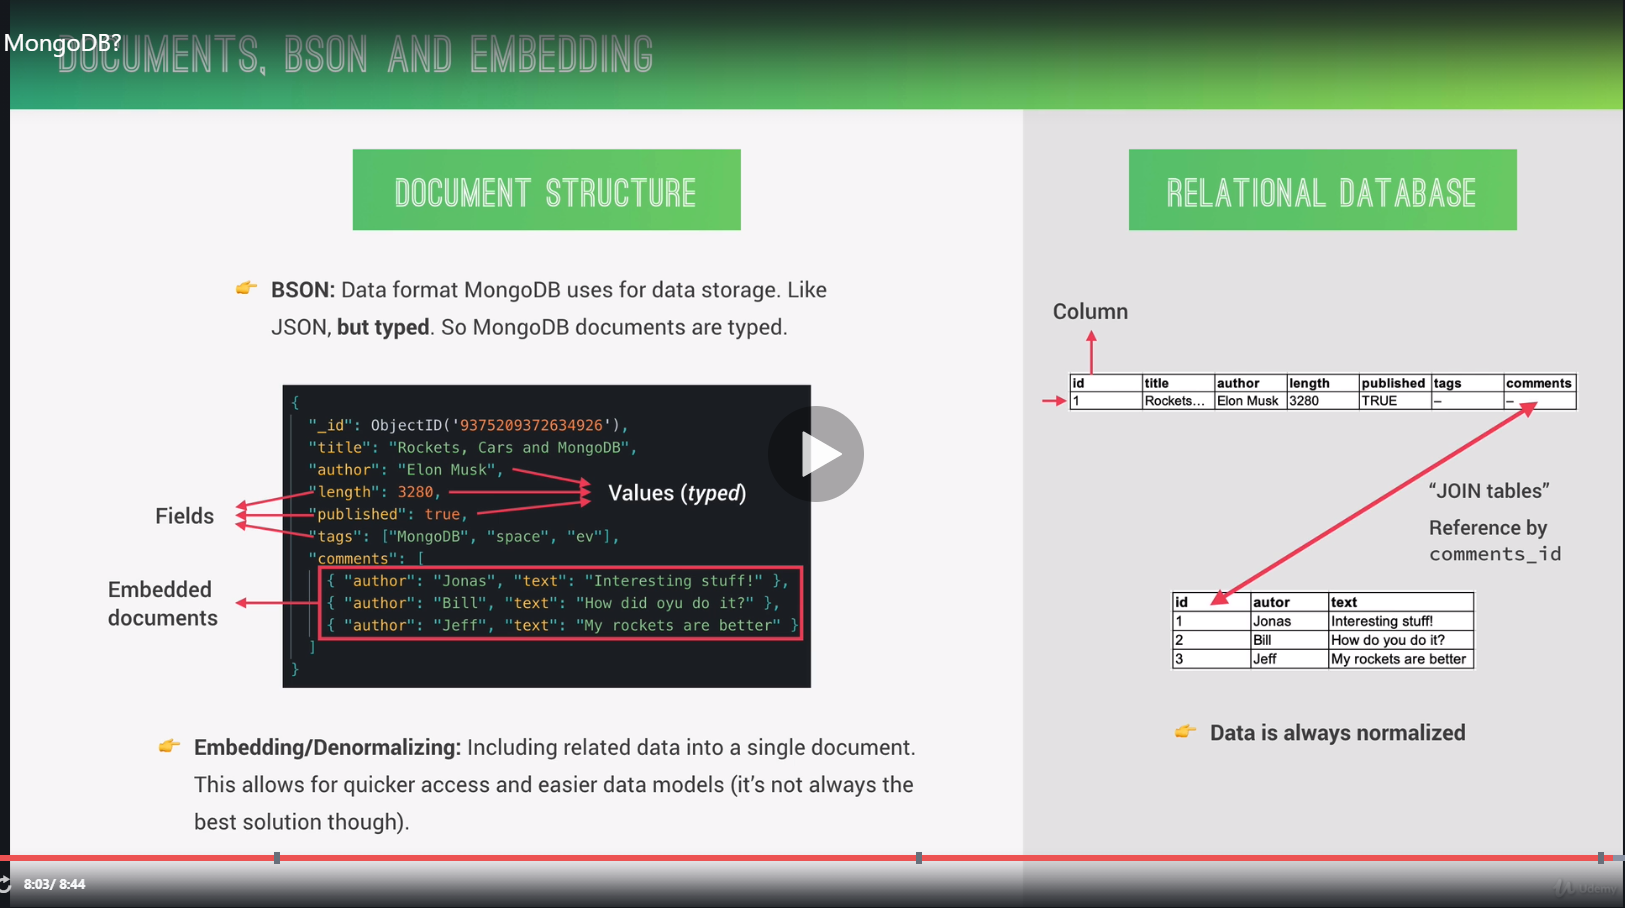 MongoDB?
DOCUMENTS, BSON AND EMBEDDING
DOCUMENT STRUCTURE
👉 BSON: Data format MongoDB uses for data storage. Like
JSON, but typed. So MongoDB documents are typed.
{
"_id": ObjectID('9375209372634926'),
"title": "Rockets, Cars and MongoDB",
"author": "Elon Musk",
"length": 3280,
"published": true,
"tags": ["MongoDB", "space", "ev"],
"comments": [
{ "author": "Jonas", "text": "Interesting stuff!" },
{ "author": "Bill", "text": "How did oyu do it?" },
{ "author": "Jeff", "text": "My rockets are better" }
]
}
Values (typed)
Fields
Embedded
documents
👉 Embedding/Denormalizing: Including related data into a single document.
This allows for quicker access and easier data models (it's not always the
best solution though).
RELATIONAL DATABASE
Column
id title author length published tags comments
1 Rockets... Elon Musk 3280 TRUE – –
“JOIN tables”
Reference by
comments_id
id autor text
1 Jonas Interesting stuff!
2 Bill How do you do it?
3 Jeff My rockets are better
👉 Data is always normalized
8:03/ 8:44
Udemy